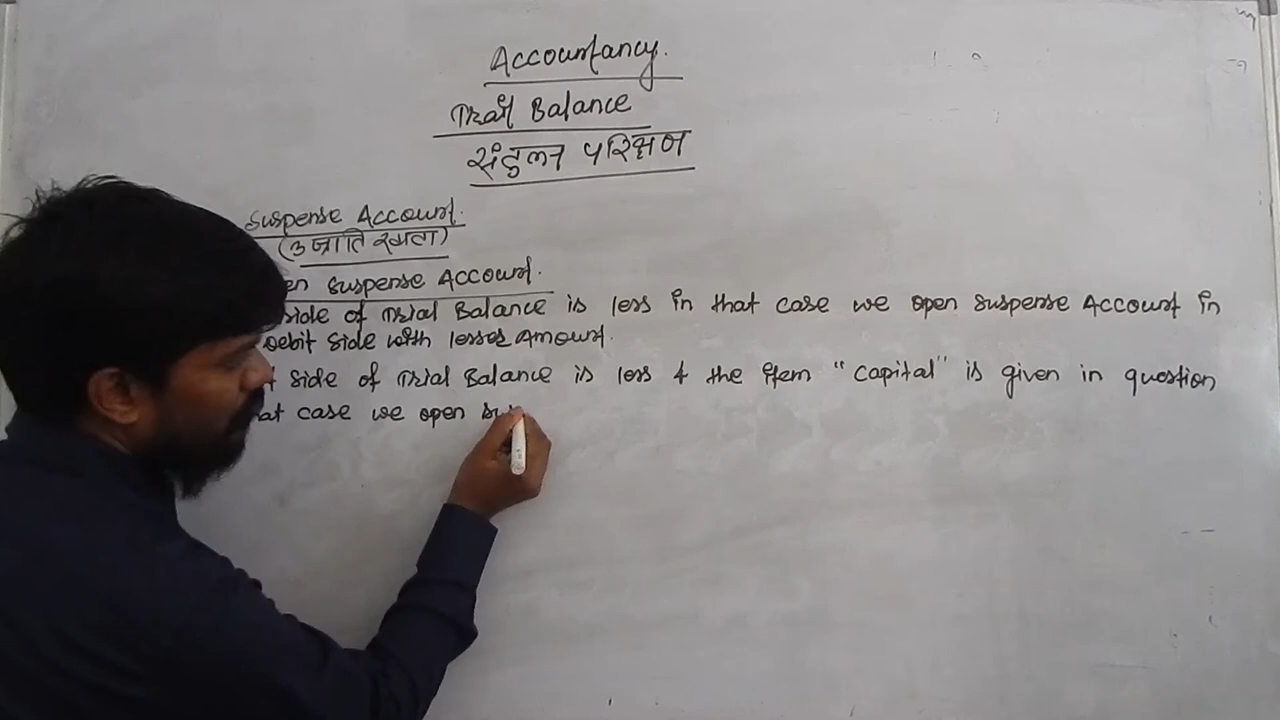 Accountancy.
Trail Balance
संतुलन परिक्षण
Suspense Account.
(उजाति खाता)
en suspense Account.
side of Trial Balance is less in that case we open suspense Account in
Debit side with lesser Amount.
side of Trial Balance is less & the item "capital" is given in question
at case we open sus